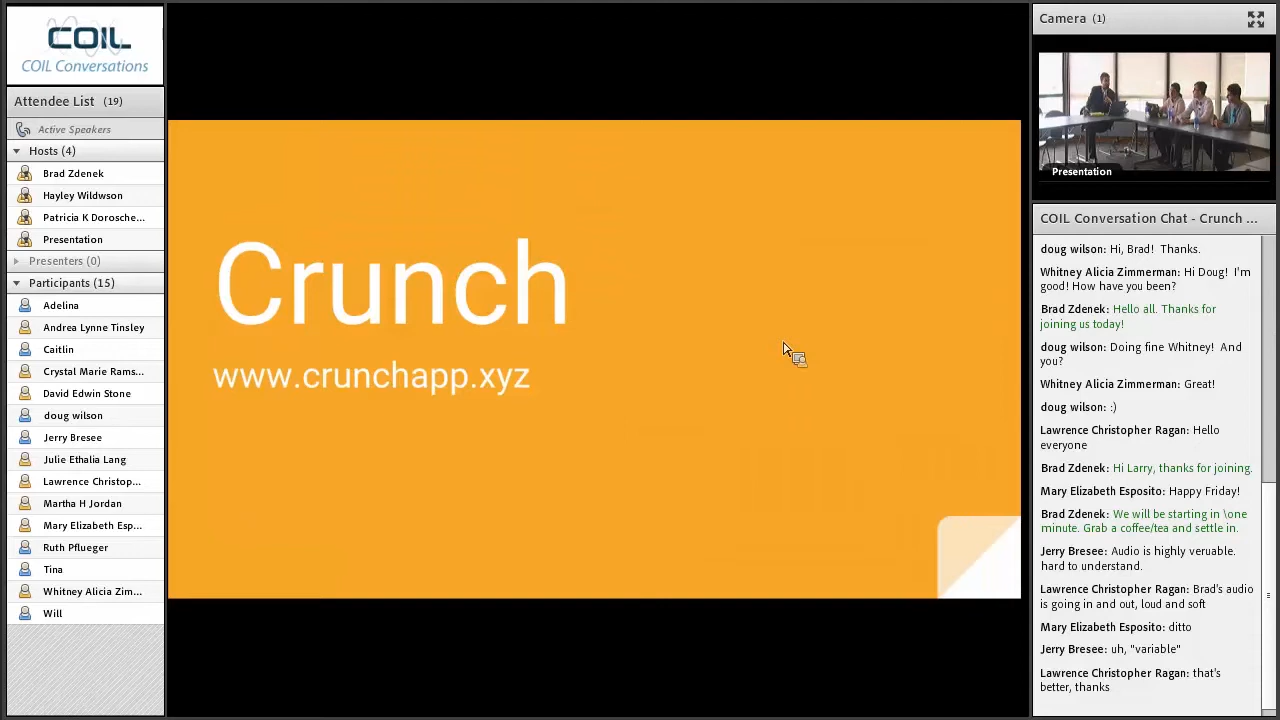 COIL
COIL Conversations
Attendee List (19)
Active Speakers
Hosts (4)
Brad Zdenek
Hayley Wildwson
Patricia K Dorosche...
Presentation
Presenters (0)
Participants (15)
Adelina
Andrea Lynne Tinsley
Caitlin
Crystal Marie Rams...
David Edwin Stone
doug wilson
Jerry Bresee
Julie Ethalia Lang
Lawrence Christop...
Martha H Jordan
Mary Elizabeth Esp...
Ruth Pflueger
Tina
Whitney Alicia Zim...
Will
Crunch
www.crunchapp.xyz
Camera (1)
Presentation
COIL Conversation Chat - Crunch ...
doug wilson: Hi, Brad! Thanks.
Whitney Alicia Zimmerman: Hi Doug! I'm
good! How have you been?
Brad Zdenek: Hello all. Thanks for
joining us today!
doug wilson: Doing fine Whitney! And
you?
Whitney Alicia Zimmerman: Great!
doug wilson: :)
Lawrence Christopher Ragan: Hello
everyone
Brad Zdenek: Hi Larry, thanks for joining.
Mary Elizabeth Esposito: Happy Friday!
Brad Zdenek: We will be starting in \one
minute. Grab a coffee/tea and settle in.
Jerry Bresee: Audio is highly veruable.
hard to understand.
Lawrence Christopher Ragan: Brad's audio
is going in and out, loud and soft
Mary Elizabeth Esposito: ditto
Jerry Bresee: uh, "variable"
Lawrence Christopher Ragan: that's
better, thanks